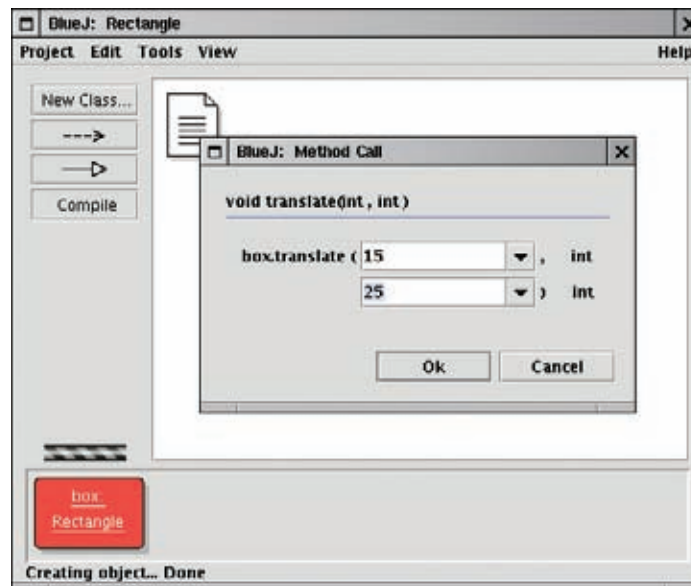 BlueJ: Rectangle
Project Edit Tools View Help
New Class...
Compile
BlueJ: Method Call
void translate(int, int)
box.translate ( 15 , int
25 ) int
Ok Cancel
box:
Rectangle
Creating object... Done